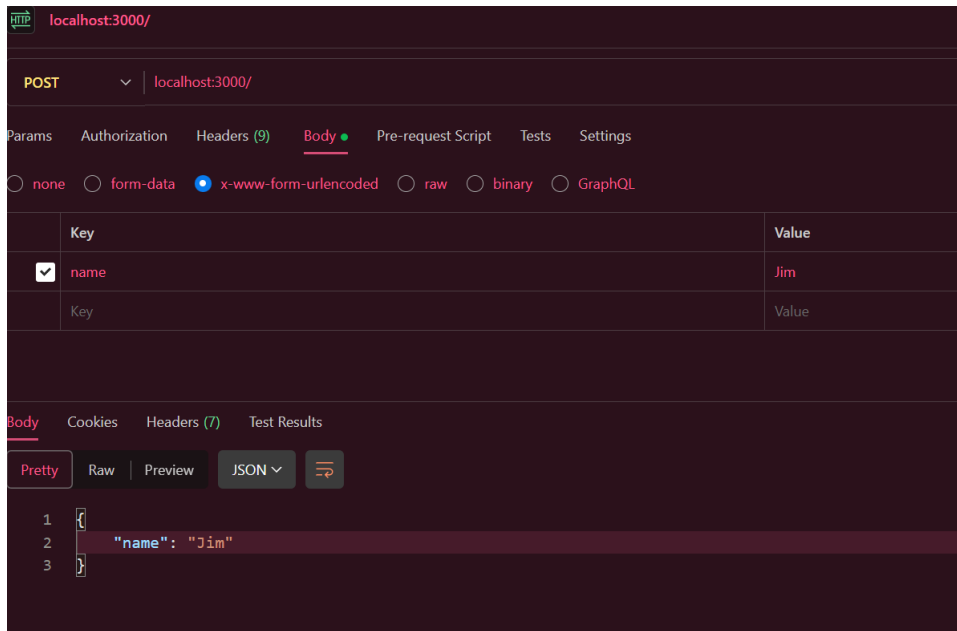 HTTP localhost:3000/
POST localhost:3000/
Params Authorization Headers (9) Body Pre-request Script Tests Settings
none form-data x-www-form-urlencoded raw binary GraphQL
Key Value
name Jim
Key Value
Body Cookies Headers (7) Test Results
Pretty Raw Preview JSON
1 {
2 "name": "Jim"
3 }